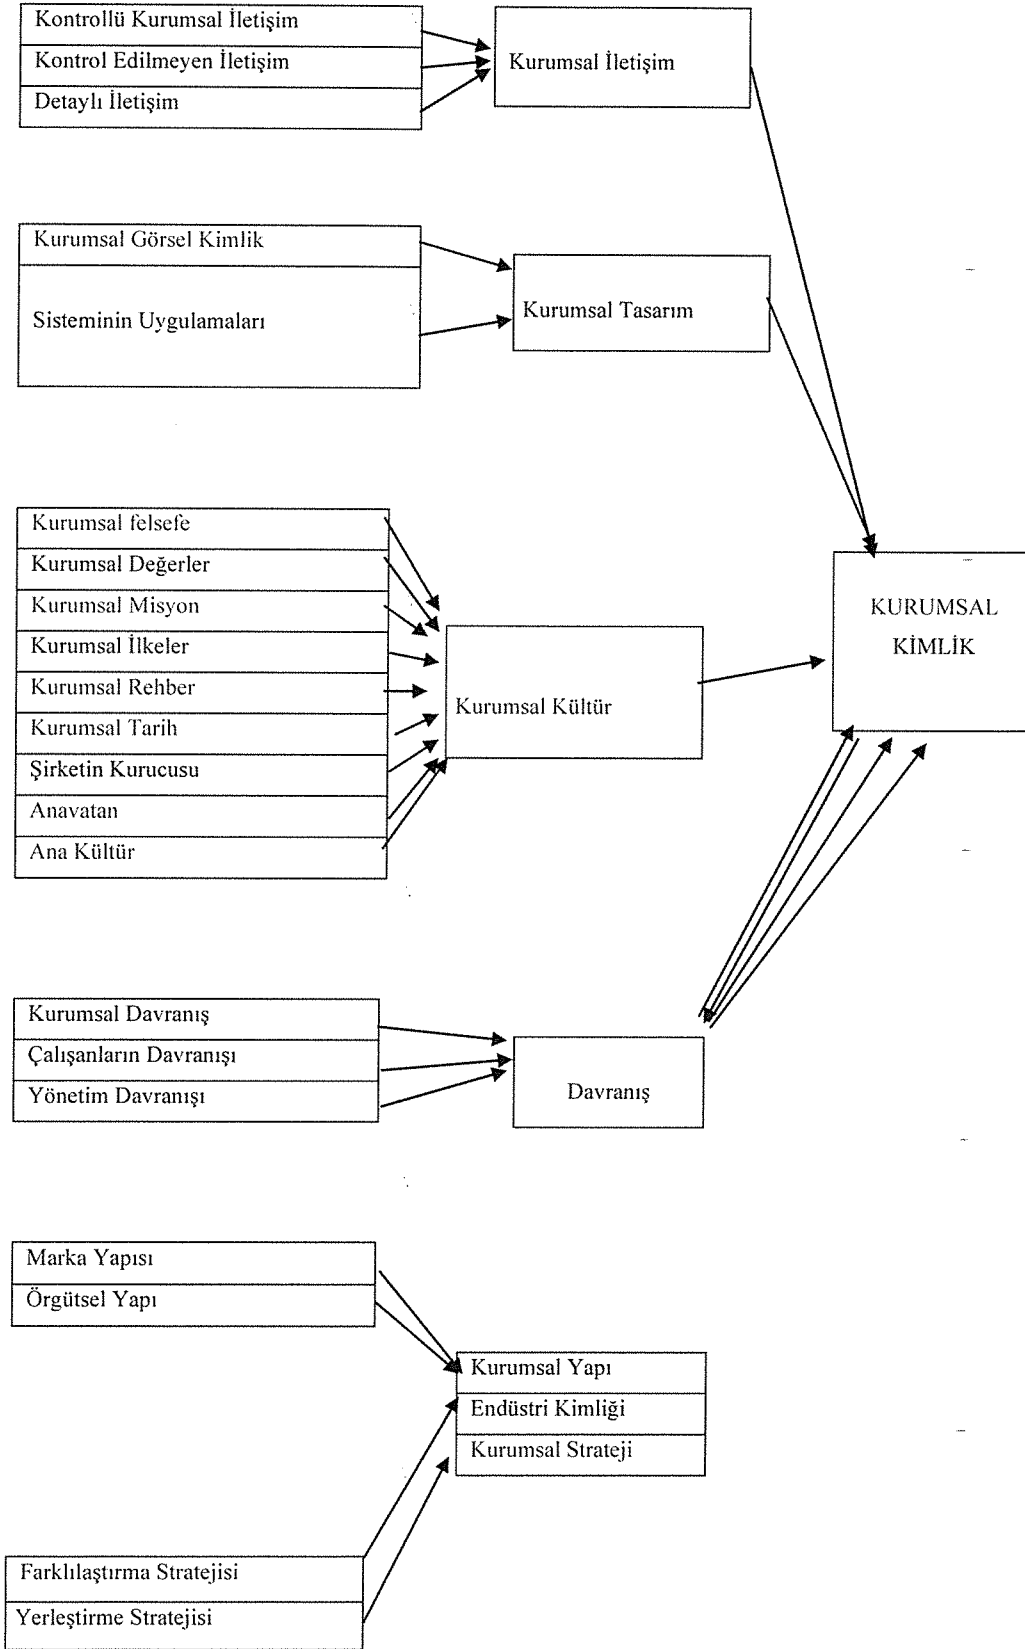 Kontrollü Kurumsal İletişim
Kontrol Edilmeyen İletişim
Detaylı İletişim
Kurumsal İletişim
Kurumsal Görsel Kimlik
Sisteminin Uygulamaları
Kurumsal Tasarım
Kurumsal felsefe
Kurumsal Değerler
Kurumsal Misyon
Kurumsal İlkeler
Kurumsal Rehber
Kurumsal Tarih
Şirketin Kurucusu
Anavatan
Ana Kültür
Kurumsal Kültür
KURUMSAL
KİMLİK
Kurumsal Davranış
Çalışanların Davranışı
Yönetim Davranışı
Davranış
Marka Yapısı
Örgütsel Yapı
Kurumsal Yapı
Endüstri Kimliği
Kurumsal Strateji
Farklılaştırma Stratejisi
Yerleştirme Stratejisi